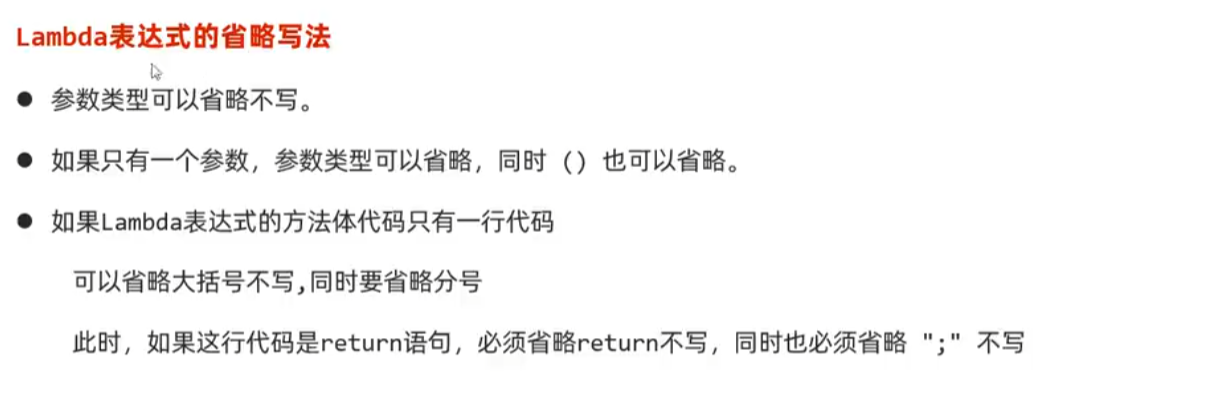 Lambda表达式的省略写法
● 参数类型可以省略不写。
● 如果只有一个参数，参数类型可以省略，同时 () 也可以省略。
● 如果Lambda表达式的方法体代码只有一行代码
可以省略大括号不写,同时要省略分号
此时，如果这行代码是return语句，必须省略return不写，同时也必须省略 ";" 不写